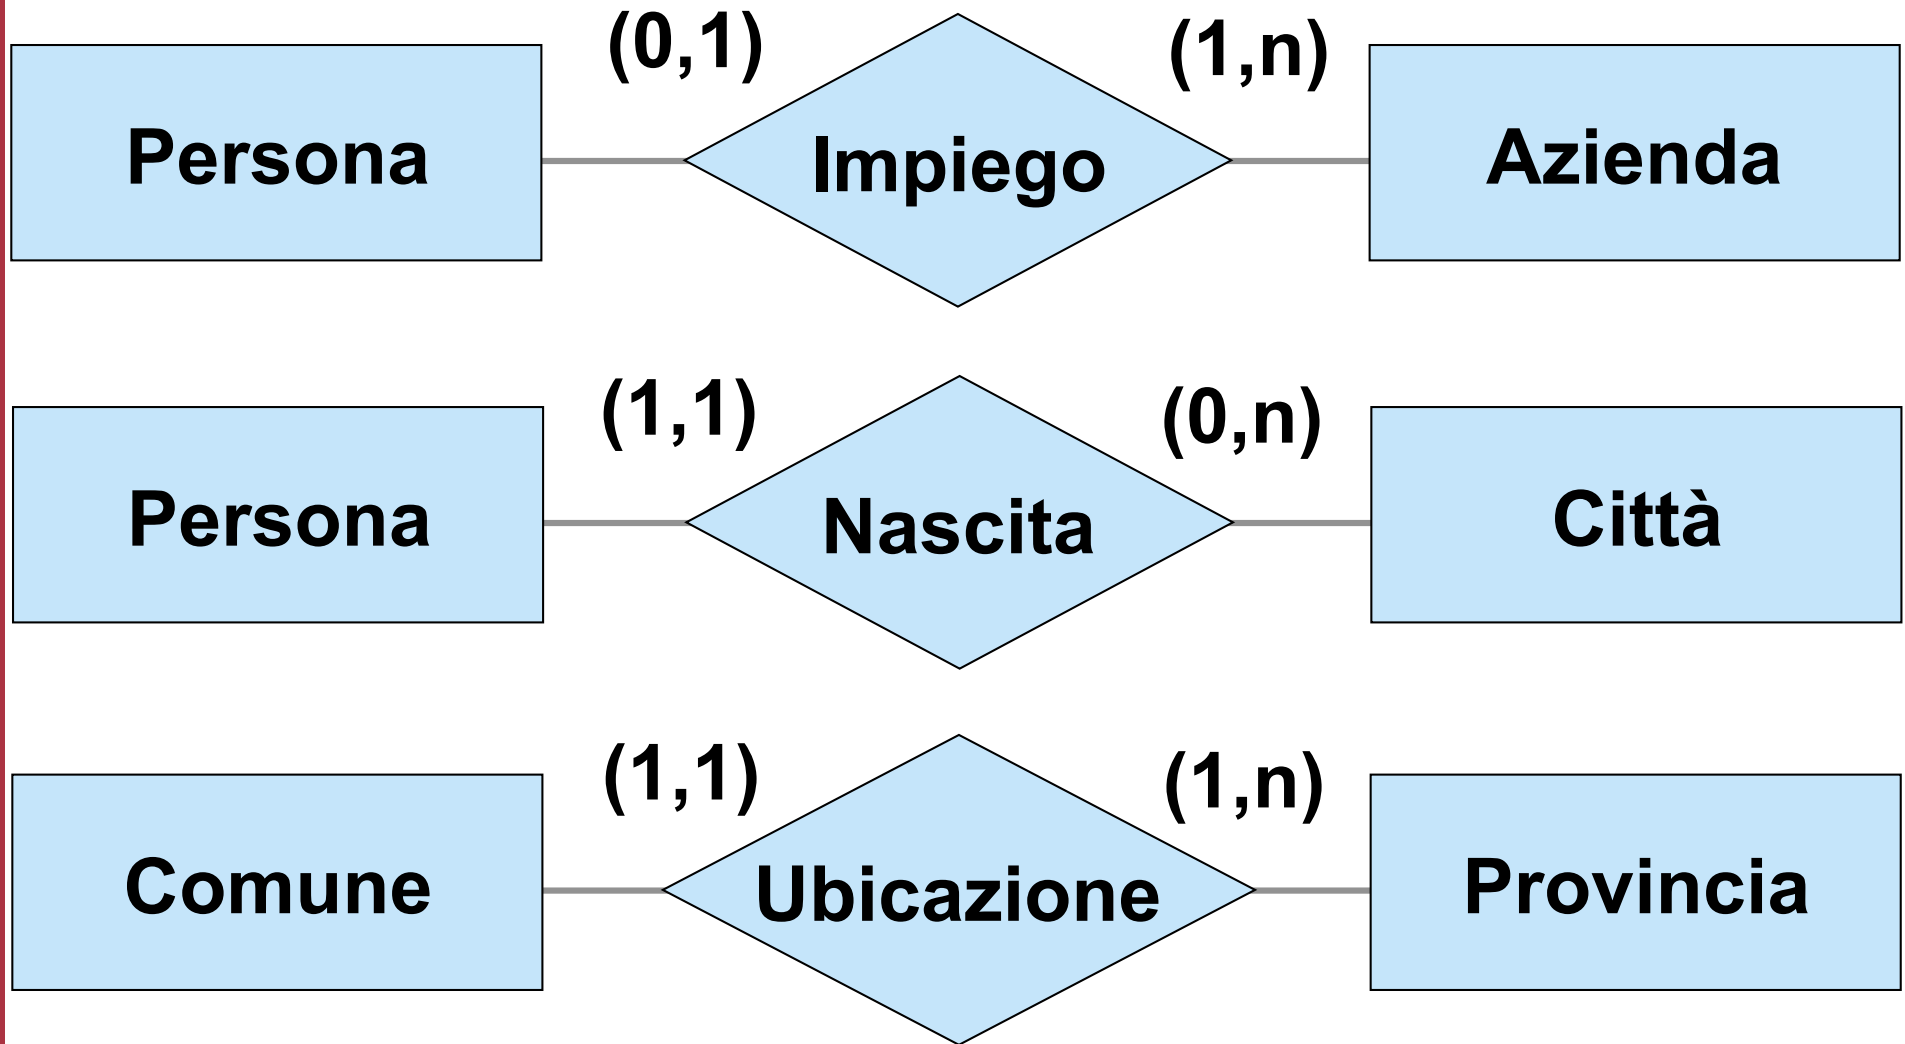 (0,1) (1,n)
Persona Impiego Azienda
(1,1) (0,n)
Persona Nascita Città
(1,1) (1,n)
Comune Ubicazione Provincia